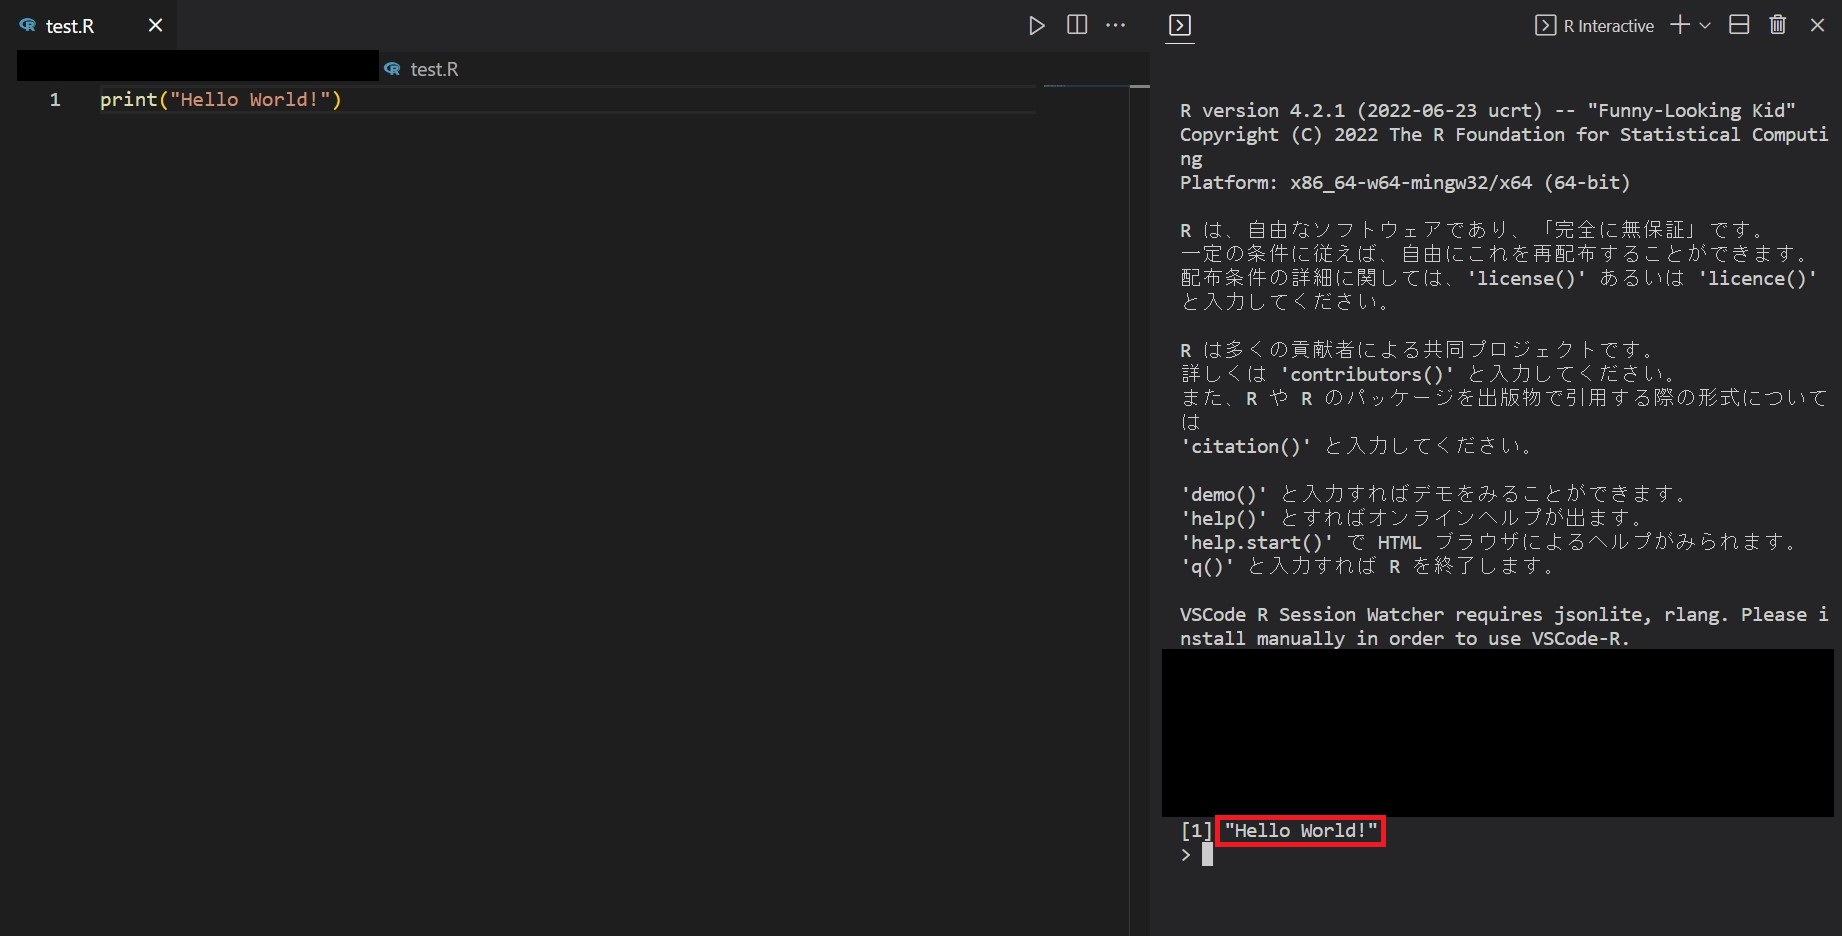 test.R
R Interactive
test.R
1 print("Hello World!")
R version 4.2.1 (2022-06-23 ucrt) -- "Funny-Looking Kid"
Copyright (C) 2022 The R Foundation for Statistical Computi
ng
Platform: x86_64-w64-mingw32/x64 (64-bit)
R は、自由なソフトウェアであり、「完全に無保証」です。
一定の条件に従えば、自由にこれを再配布することができます。
配布条件の詳細に関しては、'license()' あるいは 'licence()'
と入力してください。
R は多くの貢献者による共同プロジェクトです。
詳しくは 'contributors()' と入力してください。
また、R や R のパッケージを出版物で引用する際の形式について
は
'citation()' と入力してください。
'demo()' と入力すればデモをみることができます。
'help()' とすればオンラインヘルプが出ます。
'help.start()' で HTML ブラウザによるヘルプがみられます。
'q()' と入力すれば R を終了します。
VSCode R Session Watcher requires jsonlite, rlang. Please i
nstall manually in order to use VSCode-R.
[1] "Hello World!"
>